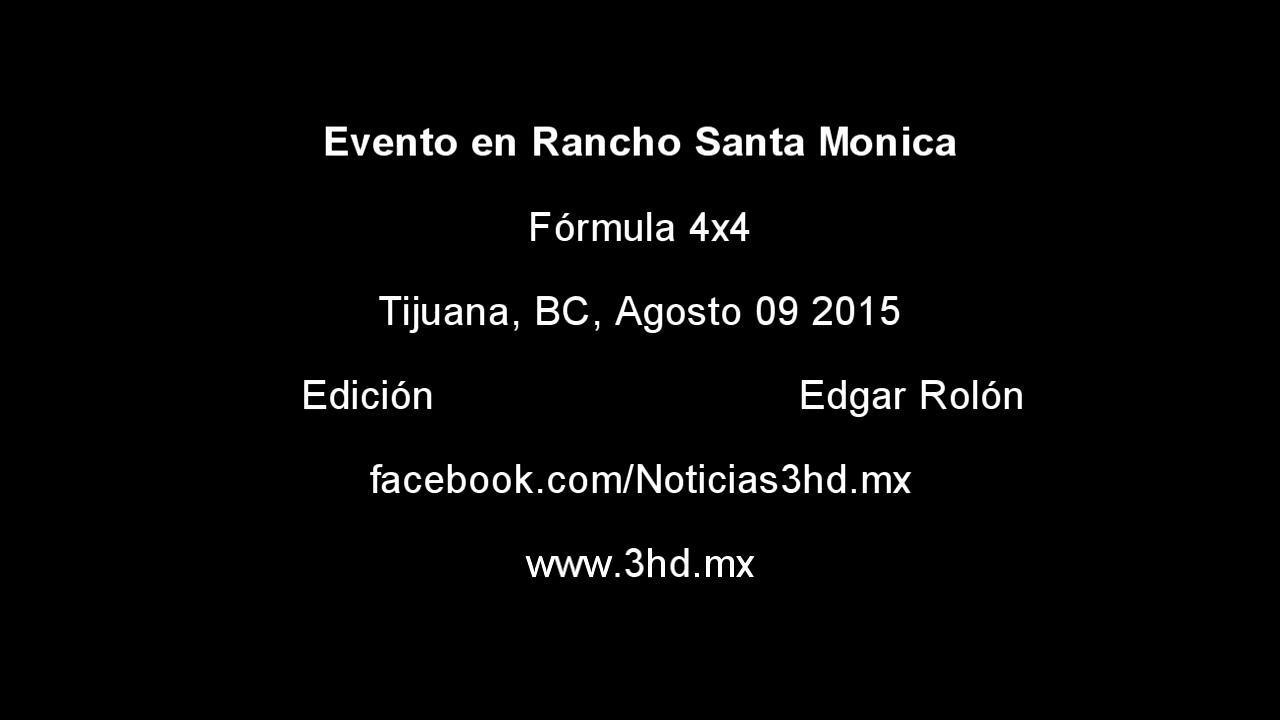 Evento en Rancho Santa Monica
Fórmula 4x4
Tijuana, BC, Agosto 09 2015
Edición Edgar Rolón
facebook.com/Noticias3hd.mx
www.3hd.mx